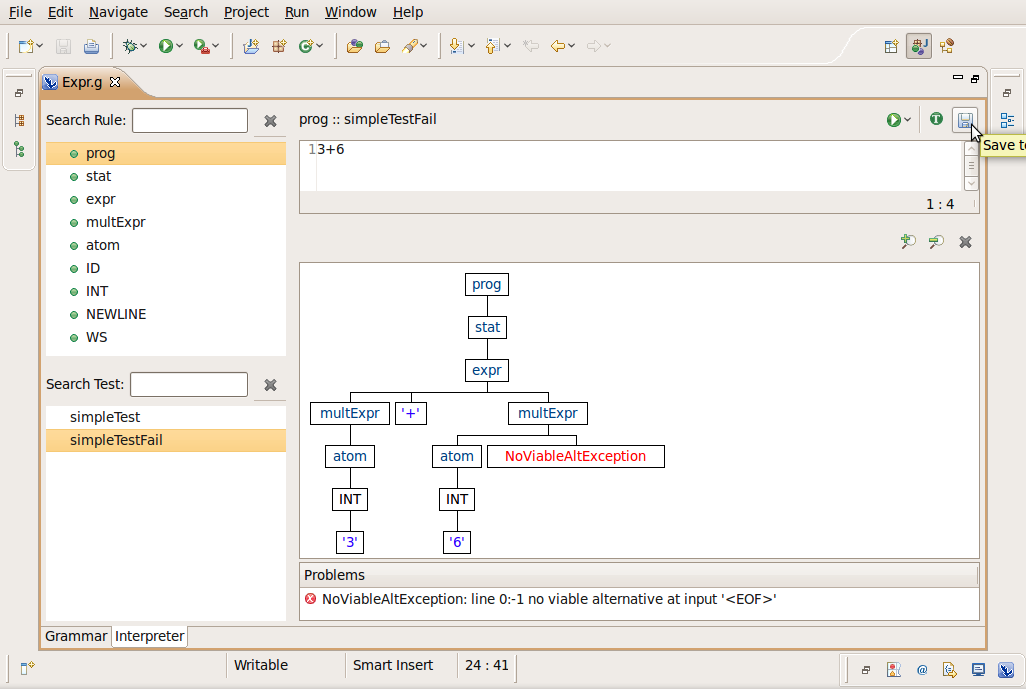 File Edit Navigate Search Project Run Window Help
Expr.g
Search Rule:
prog
stat
expr
multExpr
atom
ID
INT
NEWLINE
WS
Search Test:
simpleTest
simpleTestFail
prog :: simpleTestFail
T
Save to
1 3+6
1 : 4
prog
stat
expr
multExpr '+' multExpr
atom atom NoViableAltException
INT INT
'3' '6'
Problems
NoViableAltException: line 0:-1 no viable alternative at input '<EOF>'
Grammar Interpreter
Writable Smart Insert 24 : 41
@